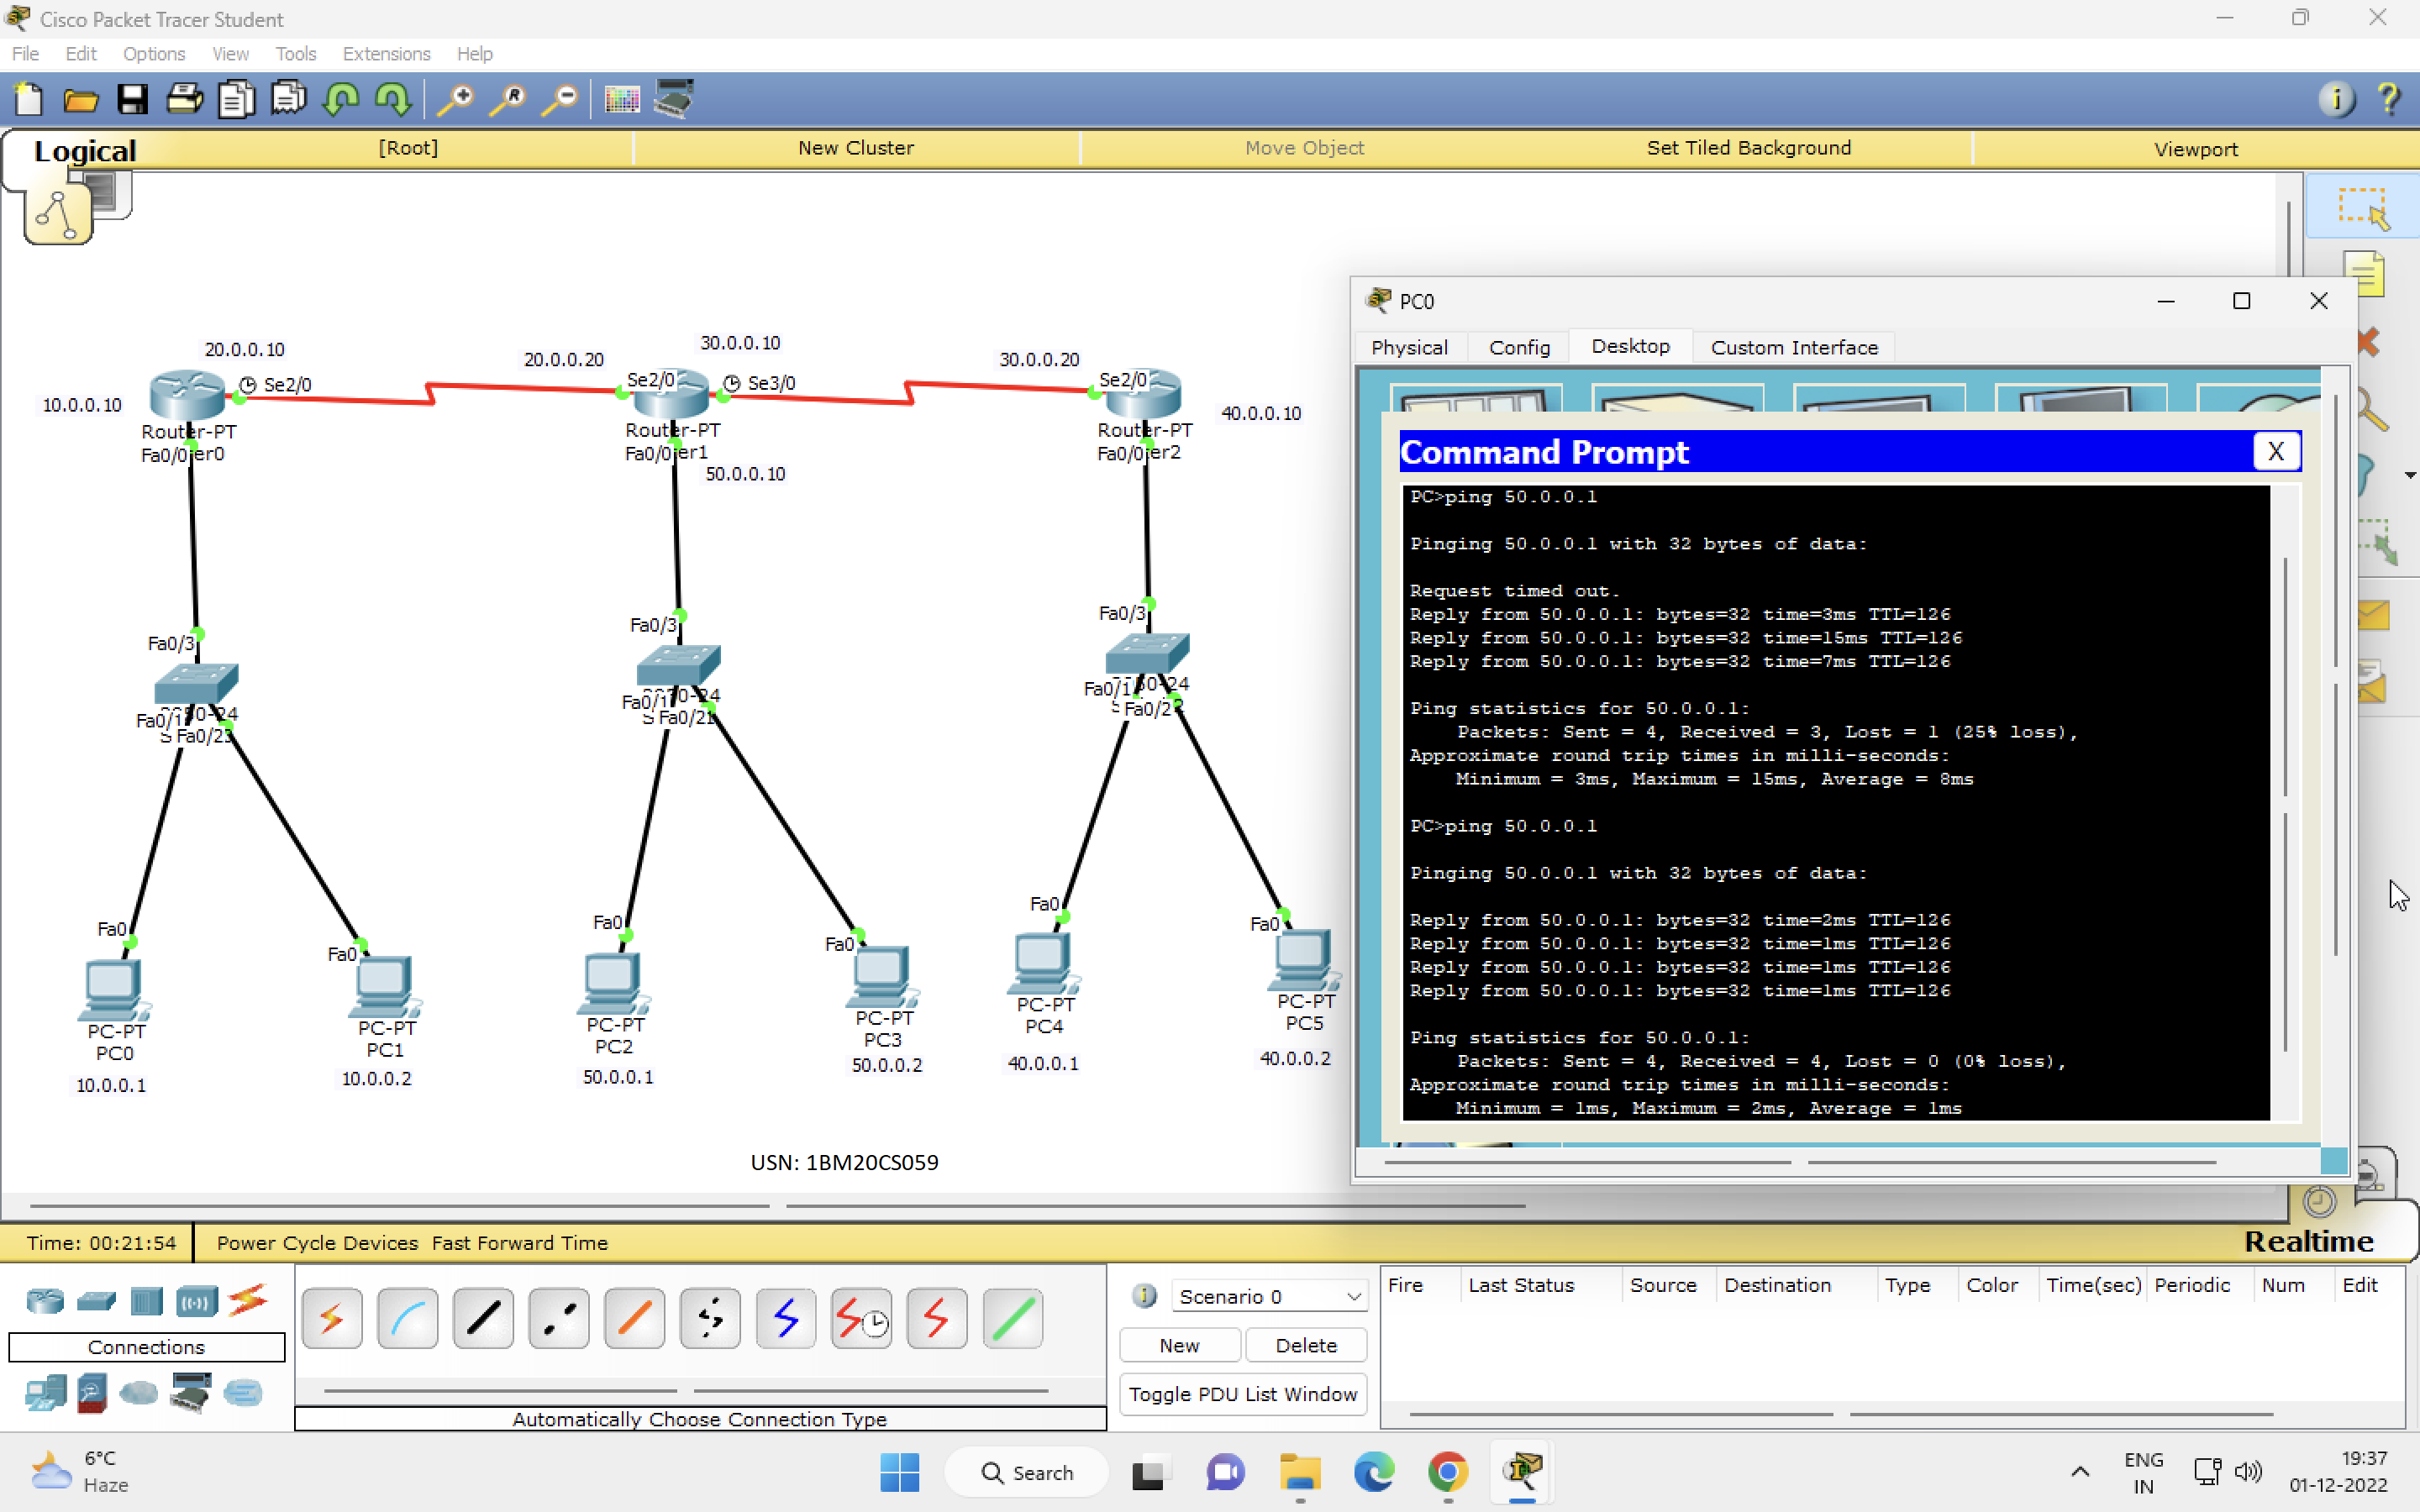 Cisco Packet Tracer Student
File Edit Options View Tools Extensions Help
Logical [Root] New Cluster Move Object Set Tiled Background Viewport
20.0.0.10
20.0.0.20
30.0.0.10
30.0.0.20
10.0.0.10
Se2/0
Se2/0
Se3/0
Se2/0
40.0.0.10
Router-PT
Fa0/0 er0
Router-PT
Fa0/0 er1
50.0.0.10
Router-PT
Fa0/0 er2
Fa0/3
Fa0/3
Fa0/3
Fa0/1 50-24
S Fa0/23
Fa0/1 50-24
S Fa0/21
Fa0/1 50-24
Fa0/2
Fa0
Fa0
Fa0
Fa0
Fa0
Fa0
PC-PT
PC0
10.0.0.1
PC-PT
PC1
10.0.0.2
PC-PT
PC2
50.0.0.1
PC-PT
PC3
50.0.0.2
PC-PT
PC4
40.0.0.1
PC-PT
PC5
40.0.0.2
USN: 1BM20CS059
PC0
Physical Config Desktop Custom Interface
Command Prompt X
PC>ping 50.0.0.1
Pinging 50.0.0.1 with 32 bytes of data:
Request timed out.
Reply from 50.0.0.1: bytes=32 time=3ms TTL=126
Reply from 50.0.0.1: bytes=32 time=15ms TTL=126
Reply from 50.0.0.1: bytes=32 time=7ms TTL=126
Ping statistics for 50.0.0.1:
Packets: Sent = 4, Received = 3, Lost = 1 (25% loss),
Approximate round trip times in milli-seconds:
Minimum = 3ms, Maximum = 15ms, Average = 8ms
PC>ping 50.0.0.1
Pinging 50.0.0.1 with 32 bytes of data:
Reply from 50.0.0.1: bytes=32 time=2ms TTL=126
Reply from 50.0.0.1: bytes=32 time=1ms TTL=126
Reply from 50.0.0.1: bytes=32 time=1ms TTL=126
Reply from 50.0.0.1: bytes=32 time=1ms TTL=126
Ping statistics for 50.0.0.1:
Packets: Sent = 4, Received = 4, Lost = 0 (0% loss),
Approximate round trip times in milli-seconds:
Minimum = 1ms, Maximum = 2ms, Average = 1ms
Time: 00:21:54 Power Cycle Devices Fast Forward Time
Realtime
Connections
Automatically Choose Connection Type
Scenario 0
New Delete
Toggle PDU List Window
Fire Last Status Source Destination Type Color Time(sec) Periodic Num Edit
6°C
Haze
Search
ENG
IN
19:37
01-12-2022